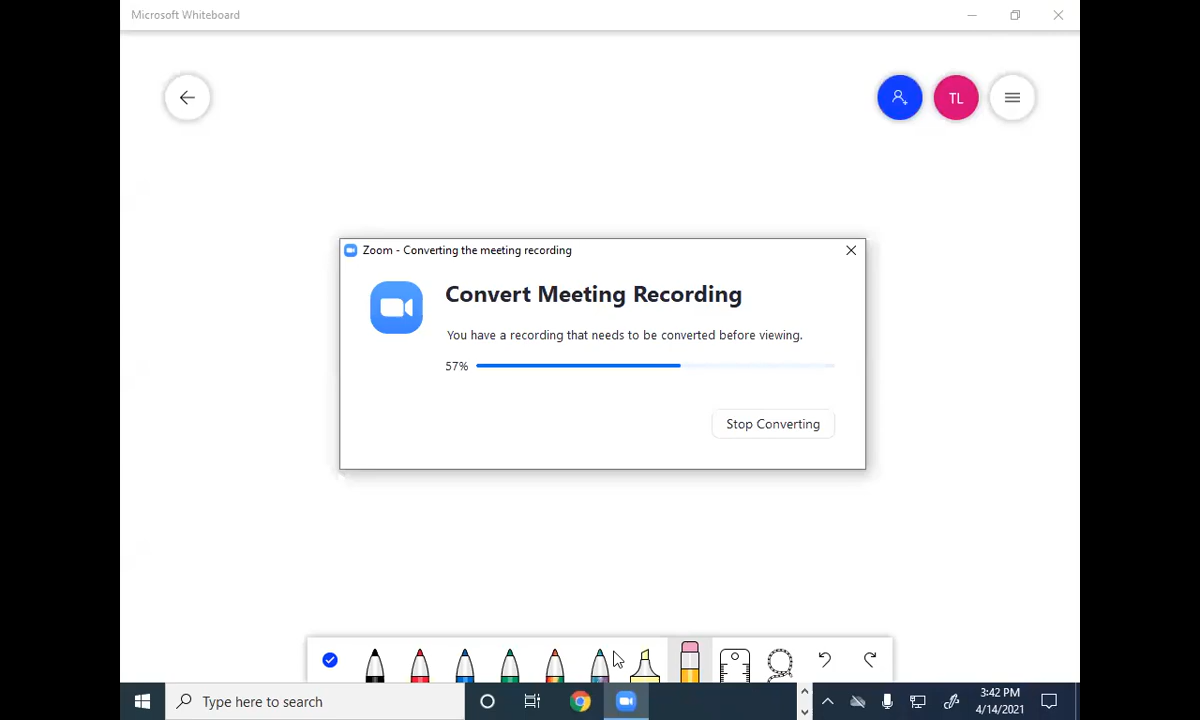 Microsoft Whiteboard
TL
Zoom - Converting the meeting recording
Convert Meeting Recording
You have a recording that needs to be converted before viewing.
57%
Stop Converting
Type here to search
3:42 PM
4/14/2021